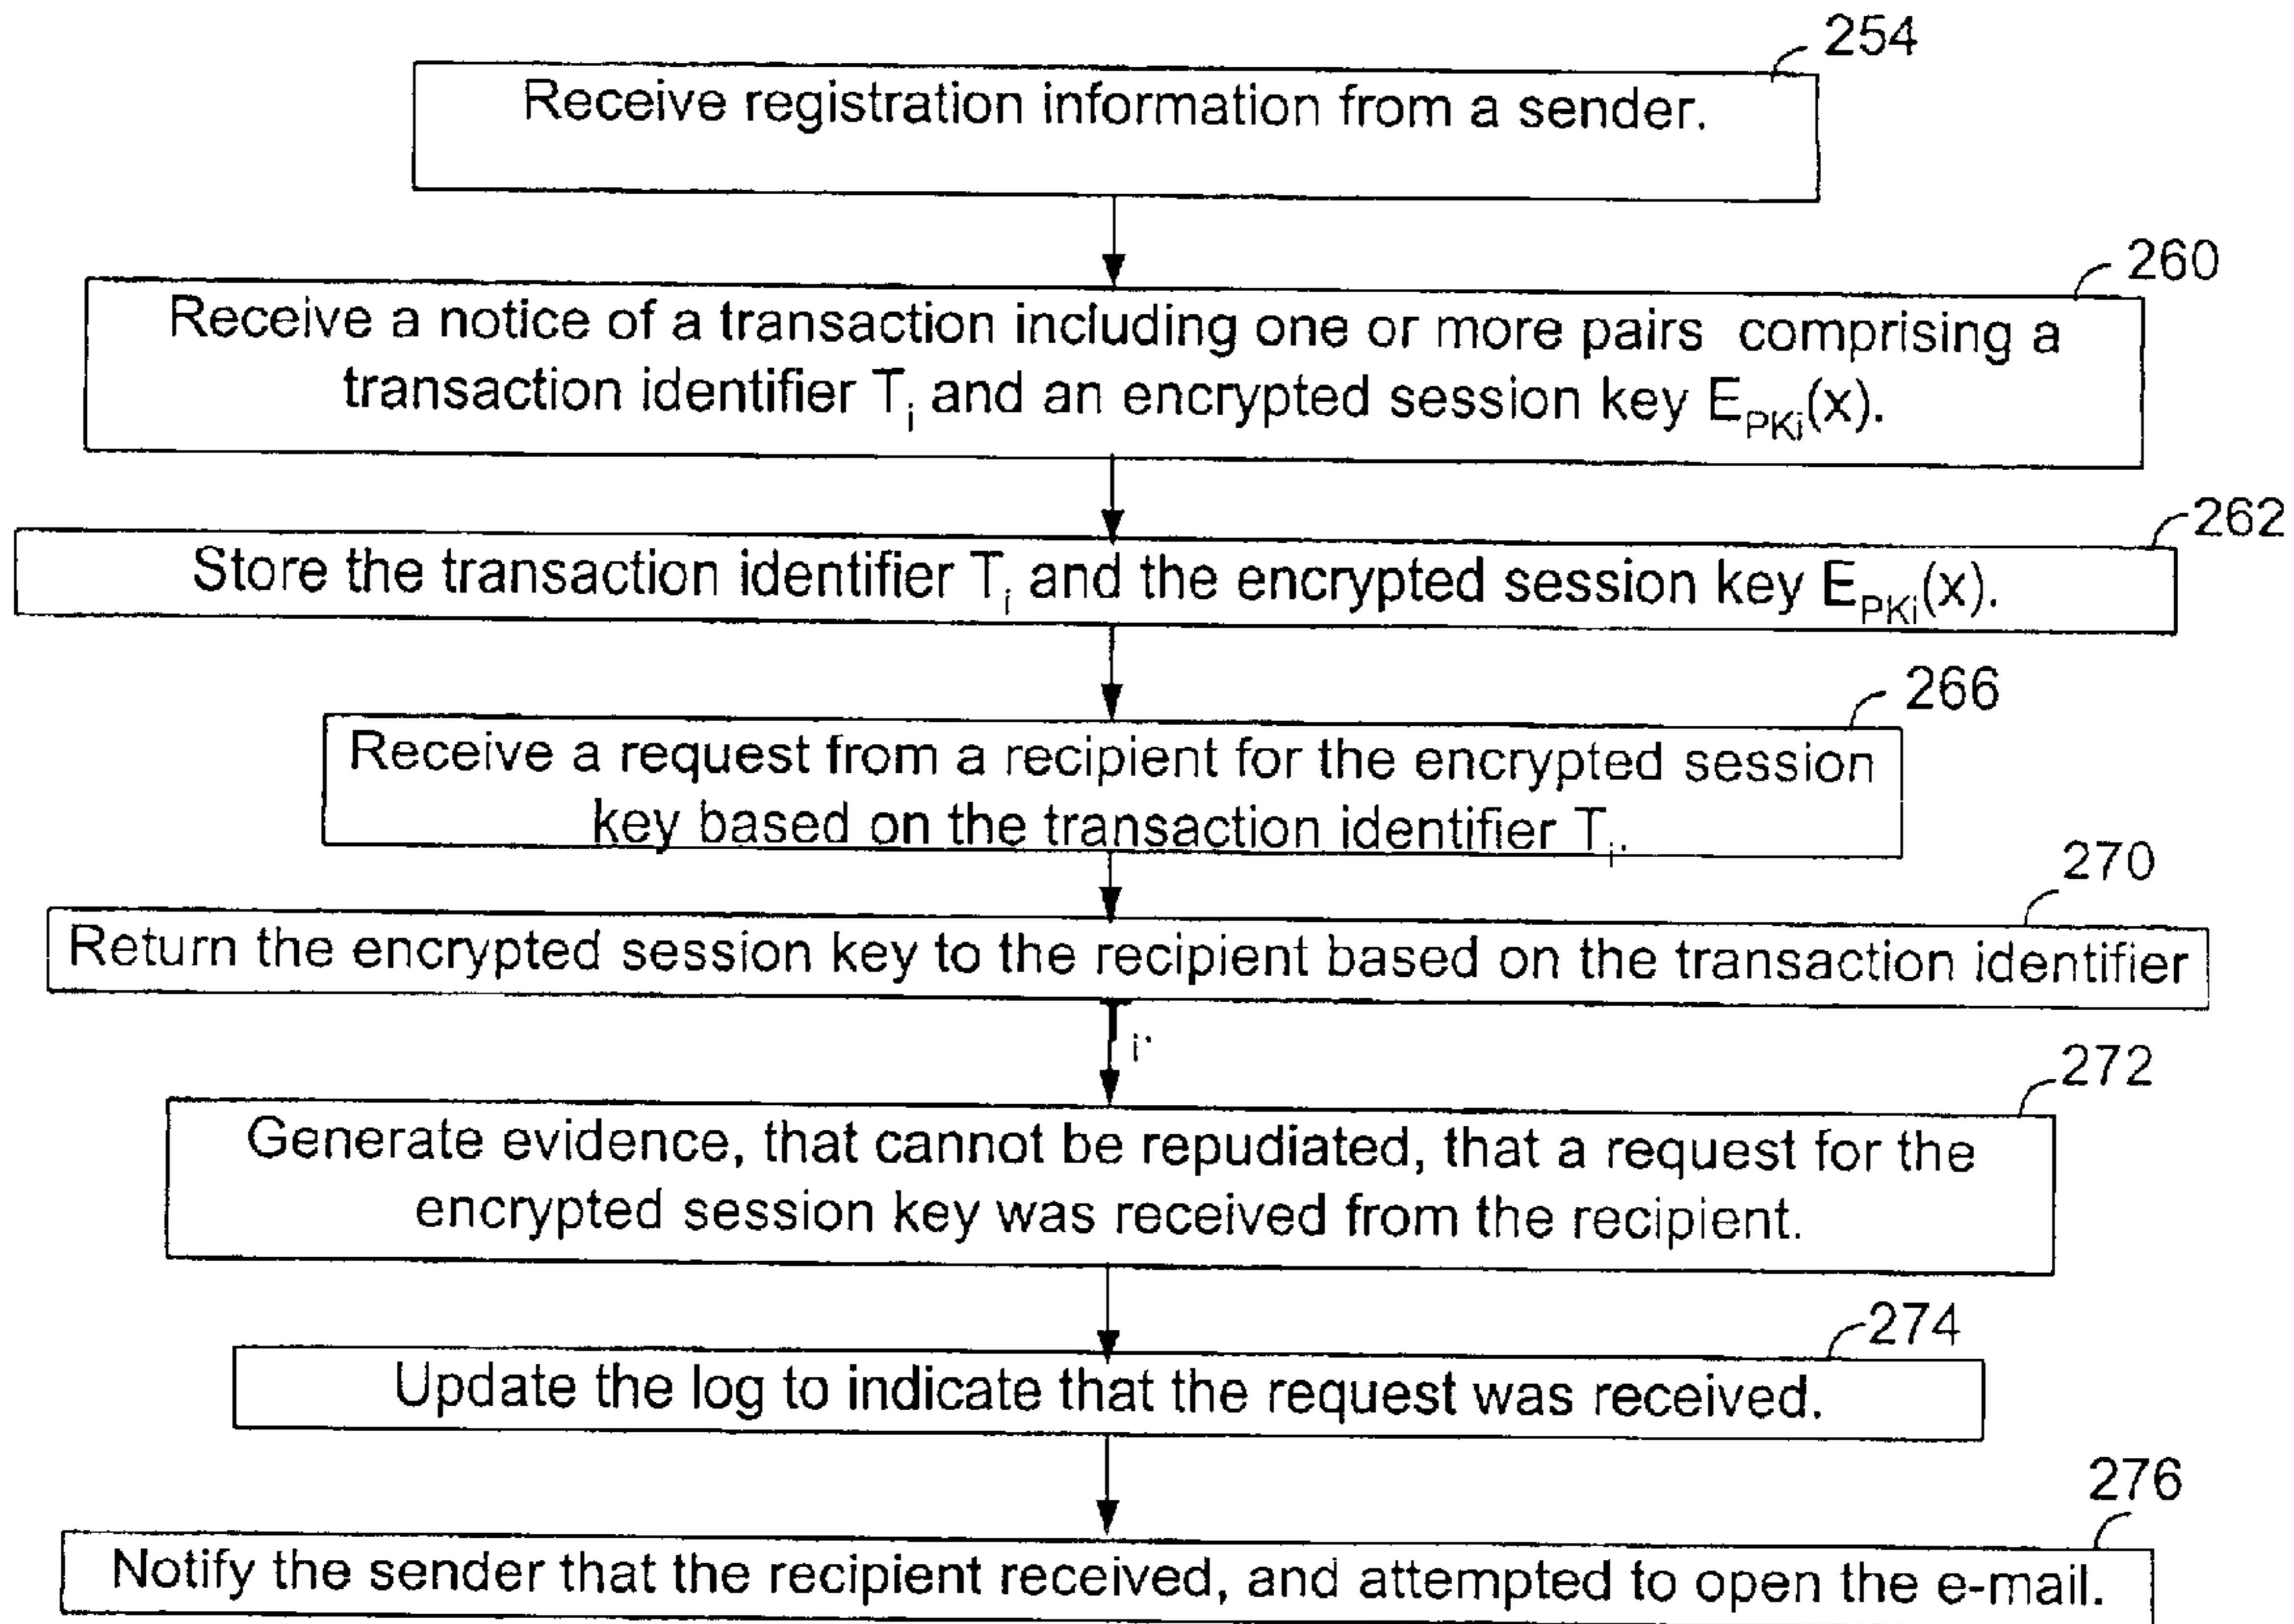 254
Receive registration information from a sender.
260
Receive a notice of a transaction including one or more pairs comprising a
transaction identifier Tᵢ and an encrypted session key E_PKi(x).
262
Store the transaction identifier Tᵢ and the encrypted session key E_PKi(x).
266
Receive a request from a recipient for the encrypted session
key based on the transaction identifier Tᵢ.
270
Return the encrypted session key to the recipient based on the transaction identifier
Tᵢ.
272
Generate evidence, that cannot be repudiated, that a request for the
encrypted session key was received from the recipient.
274
Update the log to indicate that the request was received.
276
Notify the sender that the recipient received, and attempted to open the e-mail.